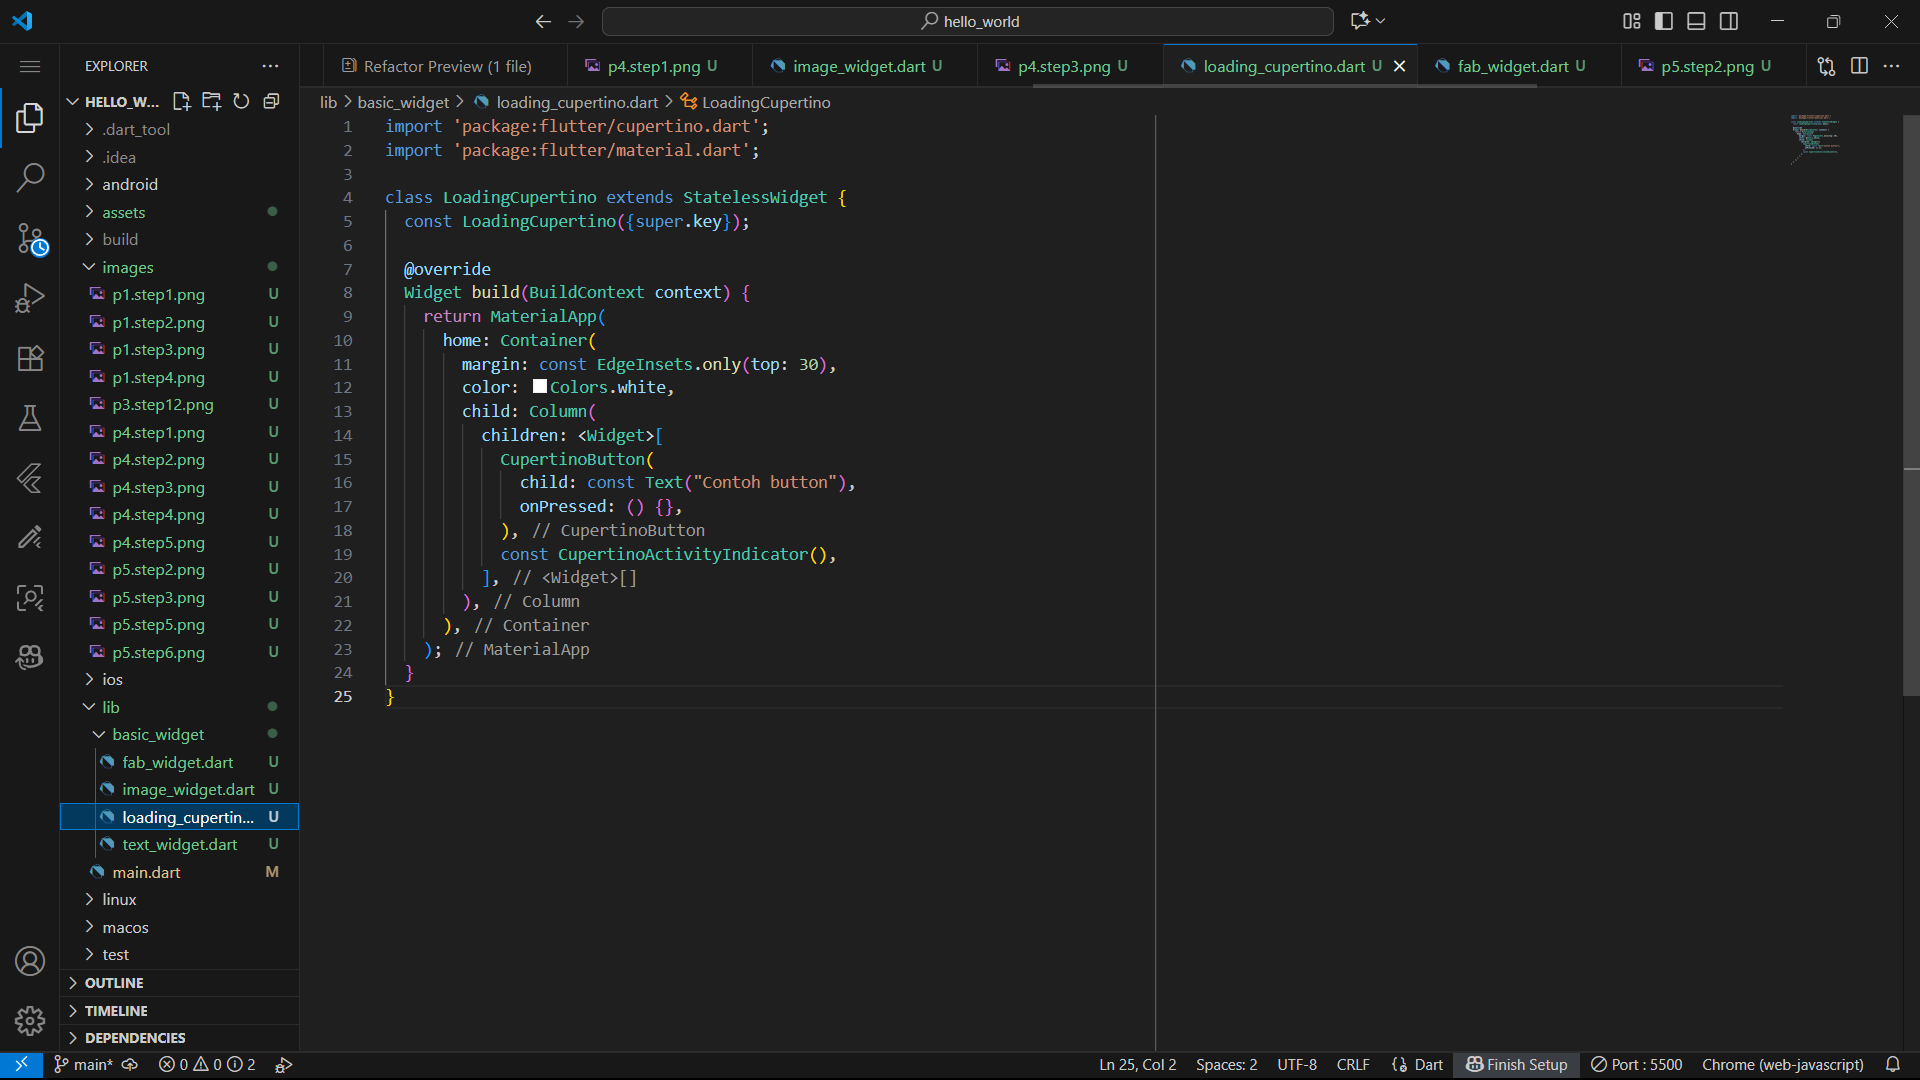 hello_world
EXPLORER
Refactor Preview (1 file)
p4.step1.png U
image_widget.dart U
p4.step3.png U
loading_cupertino.dart U
fab_widget.dart U
p5.step2.png U
HELLO_W...
.dart_tool
.idea
android
assets
build
images
p1.step1.png U
p1.step2.png U
p1.step3.png U
p1.step4.png U
p3.step12.png U
p4.step1.png U
p4.step2.png U
p4.step3.png U
p4.step4.png U
p4.step5.png U
p5.step2.png U
p5.step3.png U
p5.step5.png U
p5.step6.png U
ios
lib
basic_widget
fab_widget.dart U
image_widget.dart U
loading_cupertin... U
text_widget.dart U
main.dart M
linux
macos
test
OUTLINE
TIMELINE
DEPENDENCIES
lib > basic_widget > loading_cupertino.dart > LoadingCupertino
1 import 'package:flutter/cupertino.dart';
2 import 'package:flutter/material.dart';
3
4 class LoadingCupertino extends StatelessWidget {
5 const LoadingCupertino({super.key});
6
7 @override
8 Widget build(BuildContext context) {
9 return MaterialApp(
10 home: Container(
11 margin: const EdgeInsets.only(top: 30),
12 color: Colors.white,
13 child: Column(
14 children: <Widget>[
15 CupertinoButton(
16 child: const Text("Contoh button"),
17 onPressed: () {},
18 ), // CupertinoButton
19 const CupertinoActivityIndicator(),
20 ], // <Widget>[]
21 ), // Column
22 ), // Container
23 ); // MaterialApp
24 }
25 }
main* 0 0 2 Ln 25, Col 2 Spaces: 2 UTF-8 CRLF {} Dart Finish Setup Port : 5500 Chrome (web-javascript)